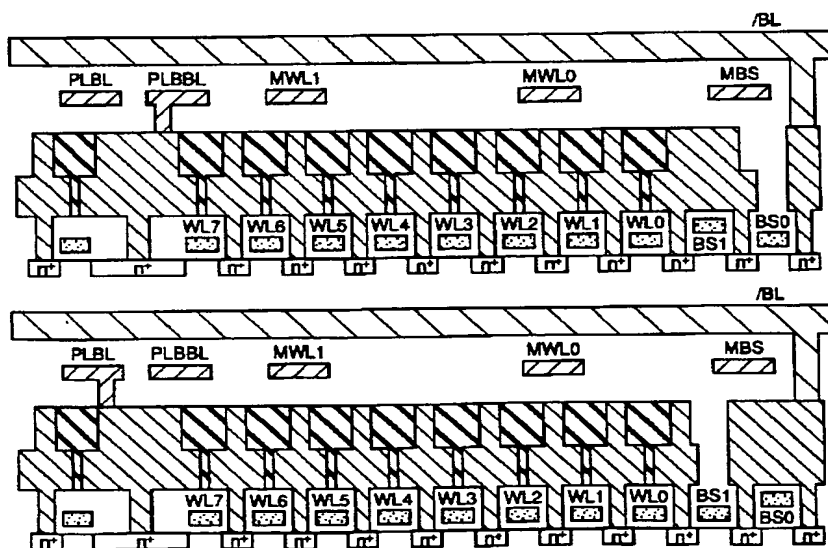 /BL
PLBL PLBBL MWL1 MWL0 MBS
WL7 WL6 WL5 WL4 WL3 WL2 WL1 WL0 BS1 BS0
n⁺ n⁺ n⁺ n⁺ n⁺ n⁺ n⁺ n⁺ n⁺ n⁺ n⁺ n⁺
/BL
PLBL PLBBL MWL1 MWL0 MBS
WL7 WL6 WL5 WL4 WL3 WL2 WL1 WL0 BS1 BS0
n⁺ n⁺ n⁺ n⁺ n⁺ n⁺ n⁺ n⁺ n⁺ n⁺ n⁺ n⁺